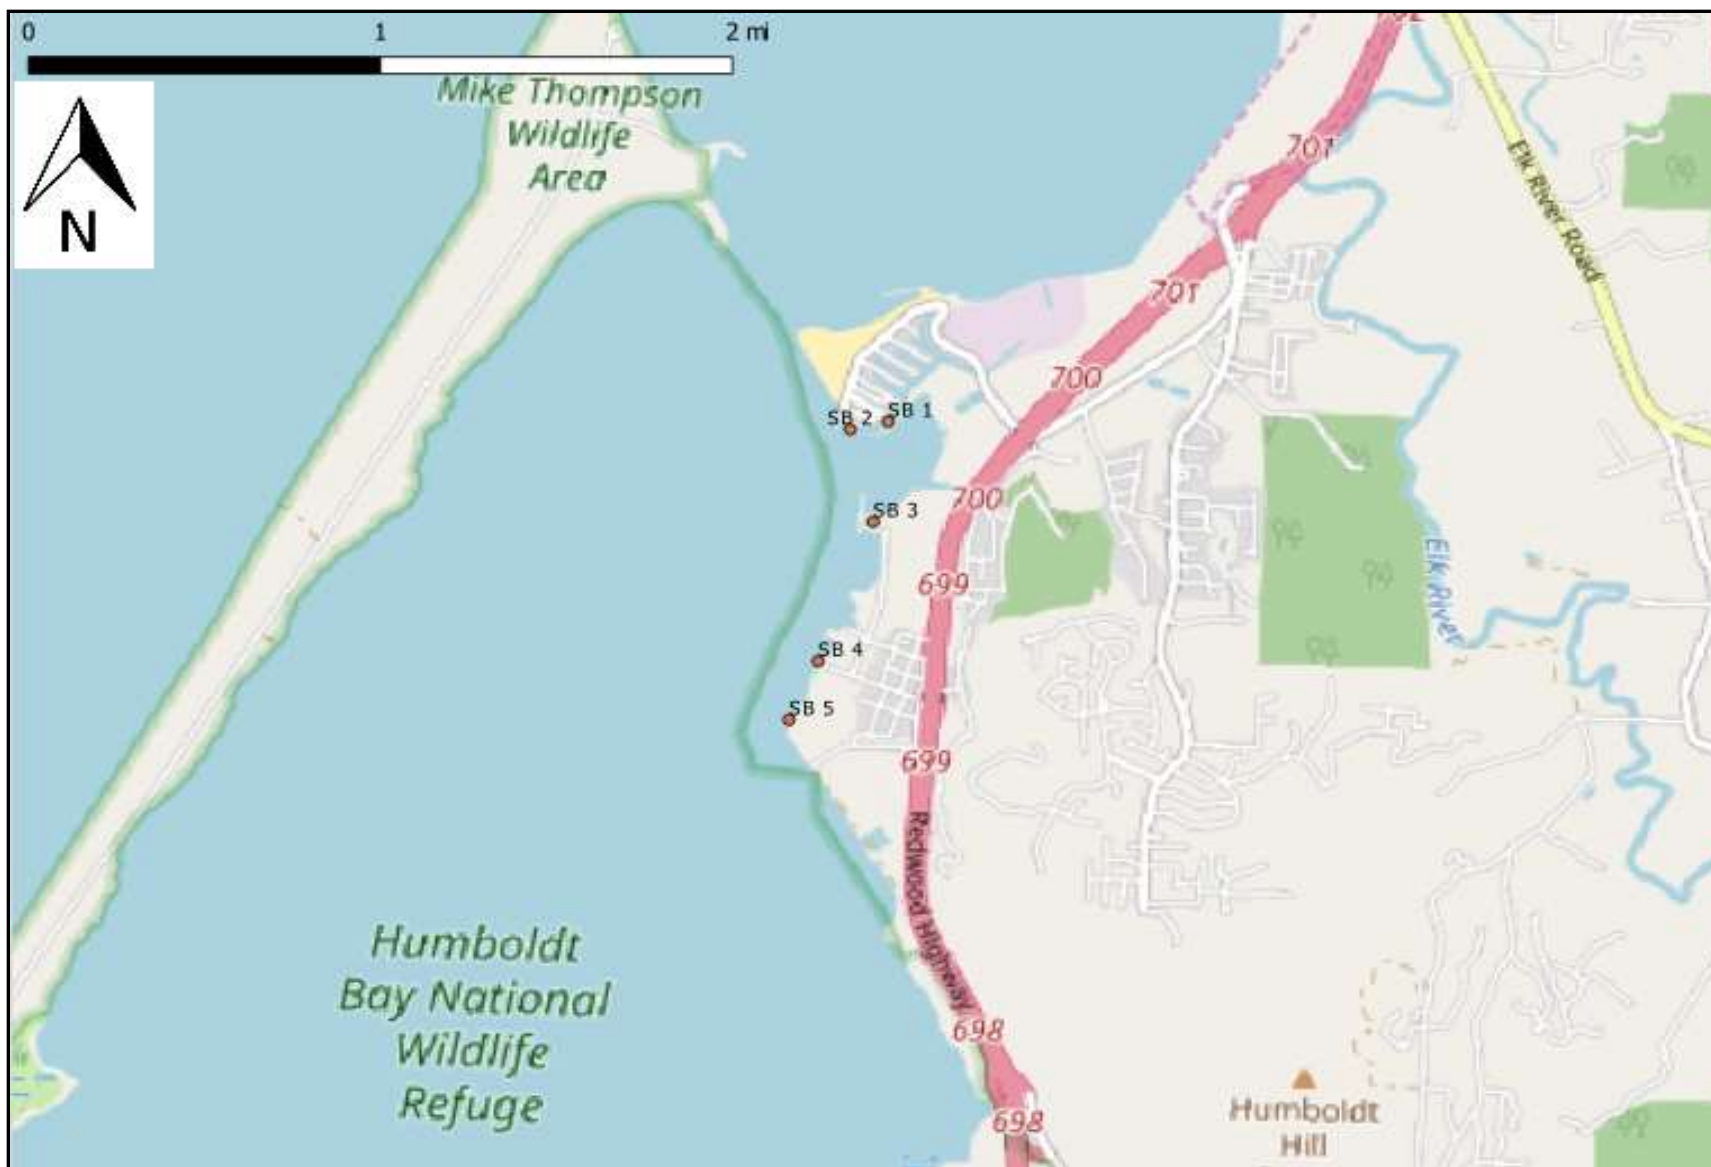 0 1 2 mi
N
Mike Thompson
Wildlife
Area
701
Elk River Road
701
700
SB 1
SB 2
700
SB 3
699
Elk River
SB 4
SB 5
699
Redwood Highway
Humboldt
Bay National
Wildlife
Refuge
698
Humboldt
Hill
698